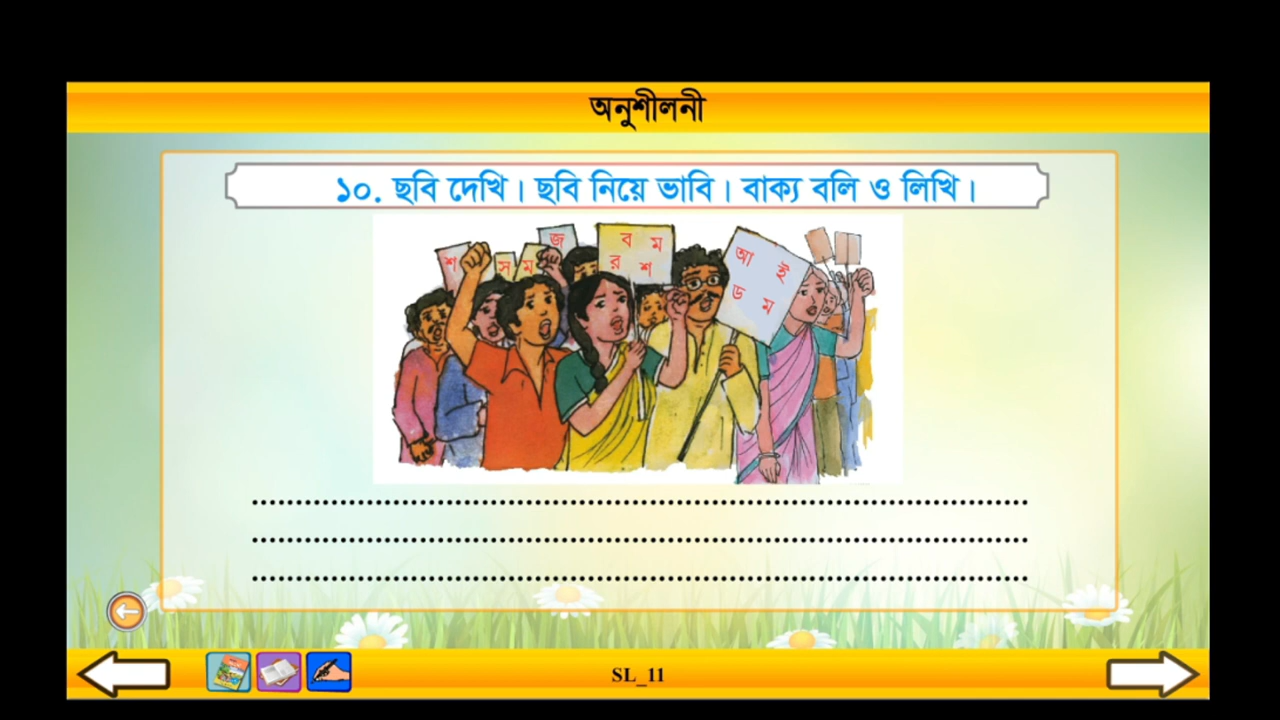 অনুশীলনী
১০. ছবি দেখি। ছবি নিয়ে ভাবি। বাক্য বলি ও লিখি।
জ
শ স ম
ব ম
র শ
আ ই
ড ম
SL_11